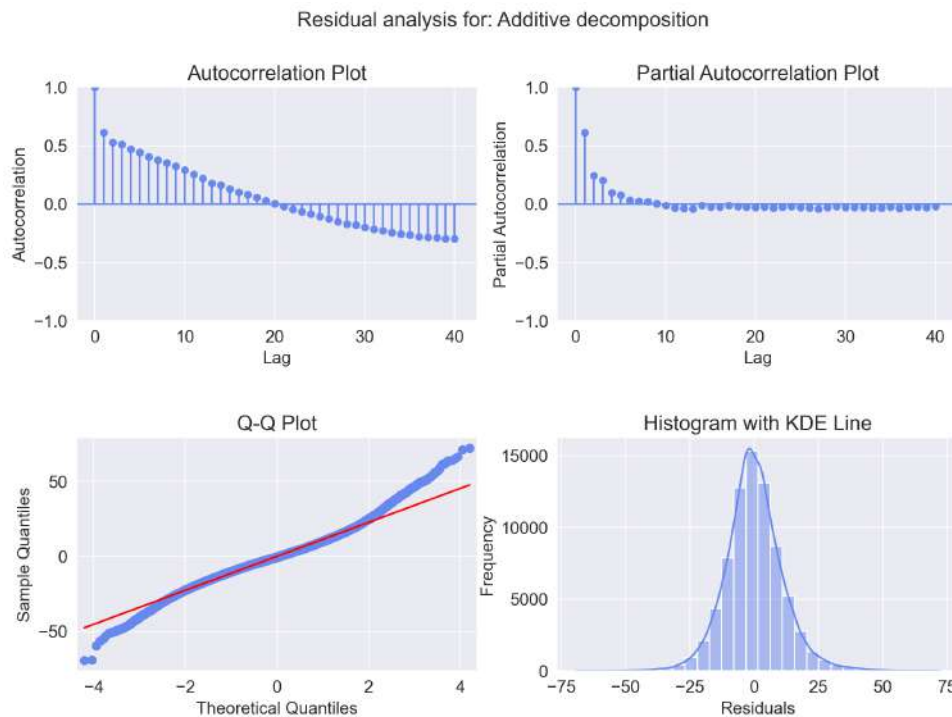 Residual analysis for: Additive decomposition
Autocorrelation Plot
Autocorrelation
1.0
0.5
0.0
−0.5
−1.0
0 10 20 30 40
Lag
Partial Autocorrelation Plot
Partial Autocorrelation
1.0
0.5
0.0
−0.5
−1.0
0 10 20 30 40
Lag
Q-Q Plot
Sample Quantiles
50
0
−50
−4 −2 0 2 4
Theoretical Quantiles
Histogram with KDE Line
Frequency
15000
10000
5000
0
−75 −50 −25 0 25 50 75
Residuals